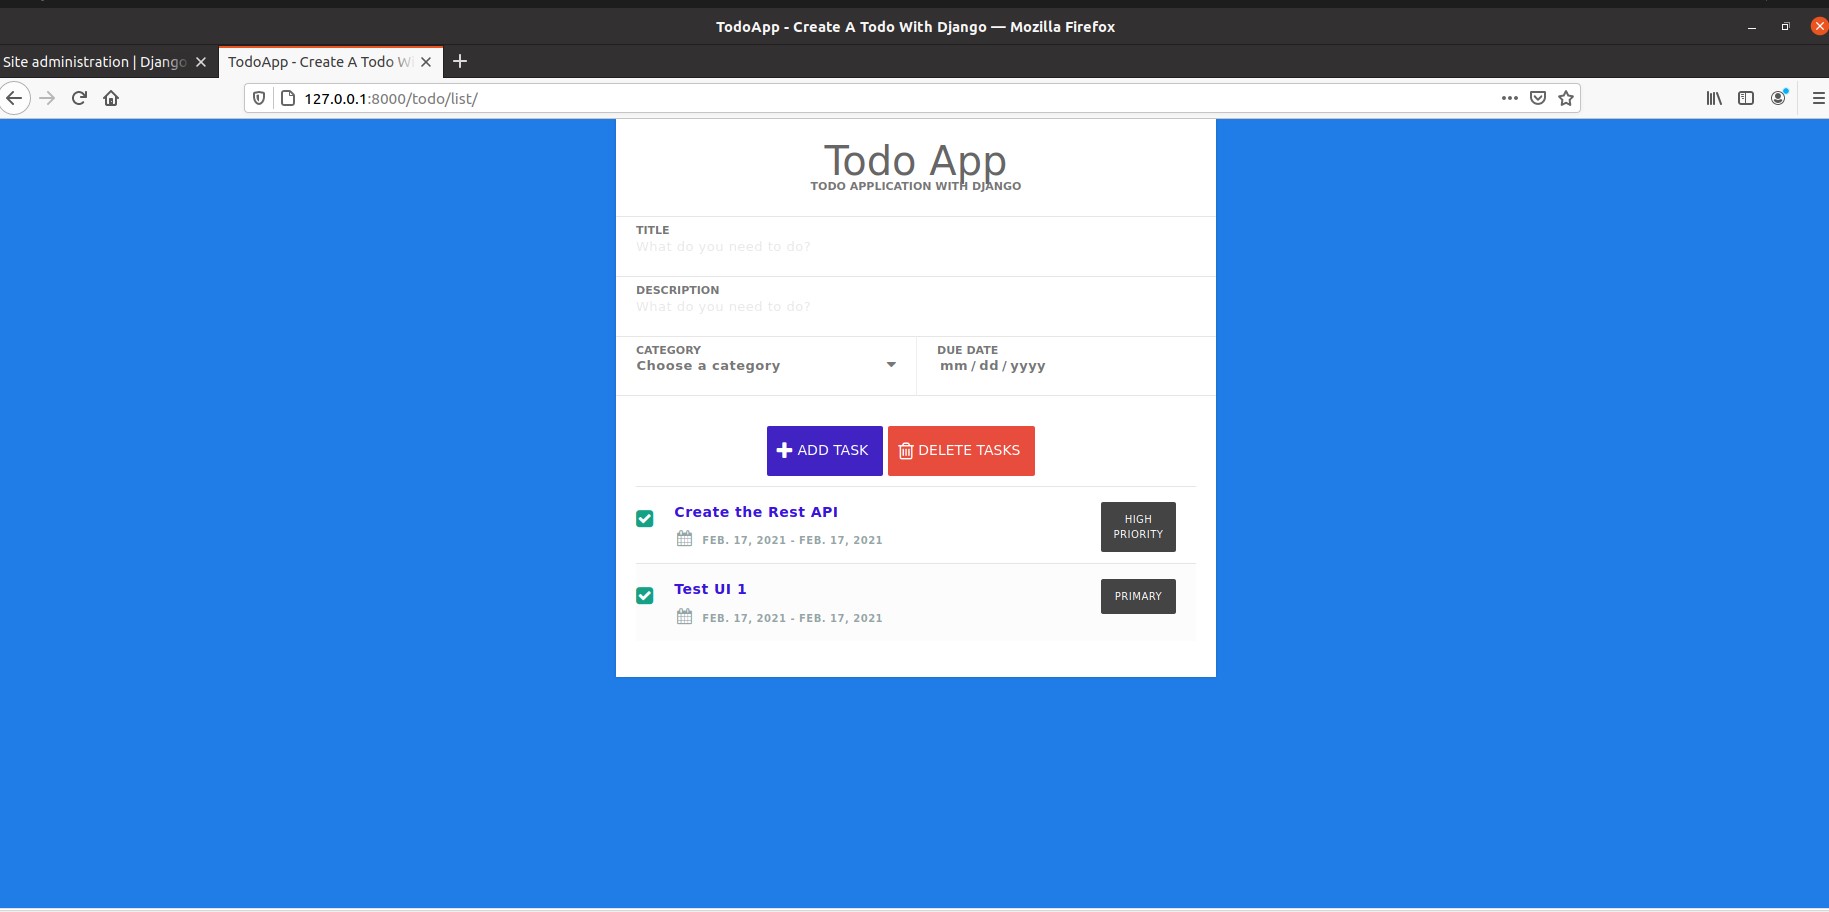 TodoApp - Create A Todo With Django — Mozilla Firefox
Site administration | Django
TodoApp - Create A Todo W
127.0.0.1:8000/todo/list/
Todo App
TODO APPLICATION WITH DJANGO
TITLE
What do you need to do?
DESCRIPTION
What do you need to do?
CATEGORY
Choose a category
DUE DATE
mm / dd / yyyy
ADD TASK
DELETE TASKS
Create the Rest API
FEB. 17, 2021 - FEB. 17, 2021
HIGH
PRIORITY
Test UI 1
FEB. 17, 2021 - FEB. 17, 2021
PRIMARY